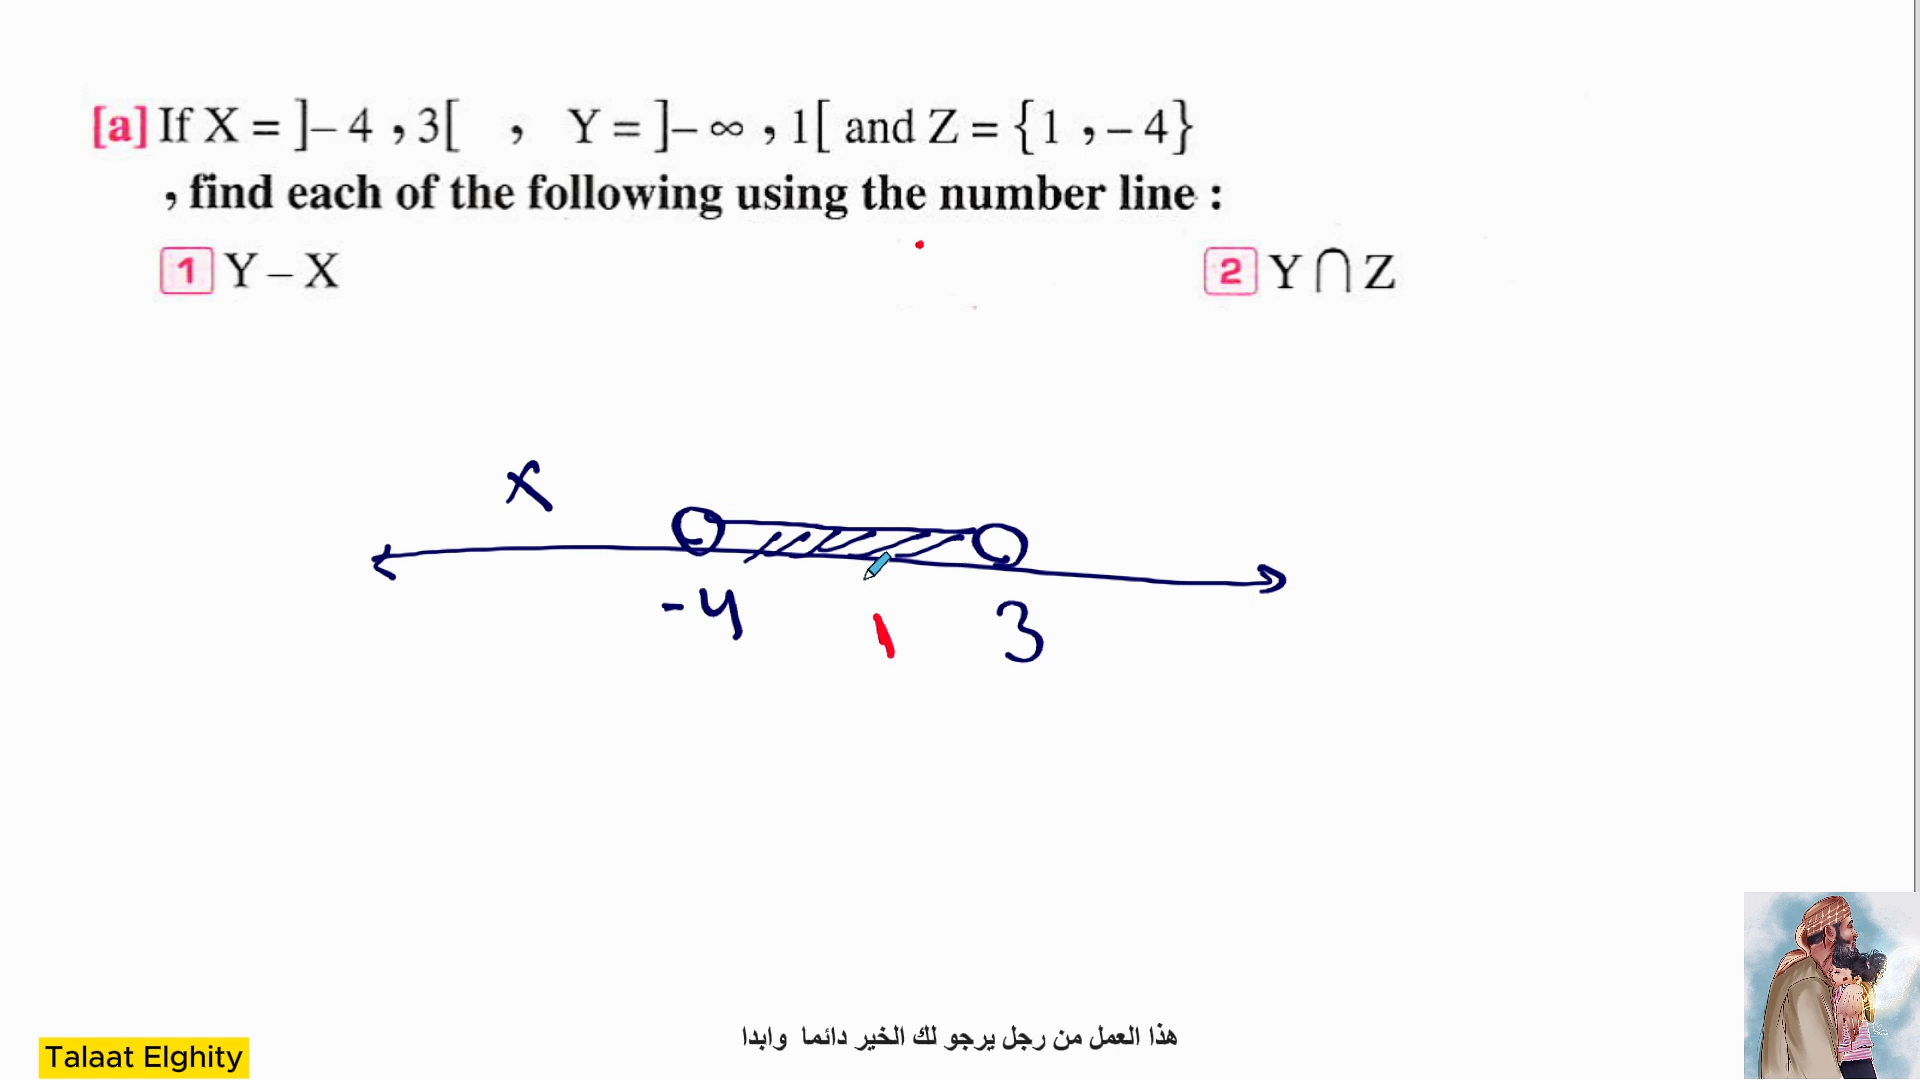 [a] If X = ]– 4 , 3[ , Y = ]– ∞ , 1[ and Z = {1 , – 4}
, find each of the following using the number line :
1 Y – X 2 Y ∩ Z
X
-4 1 3
هذا العمل من رجل يرجو لك الخير دائما وابدا
Talaat Elghity